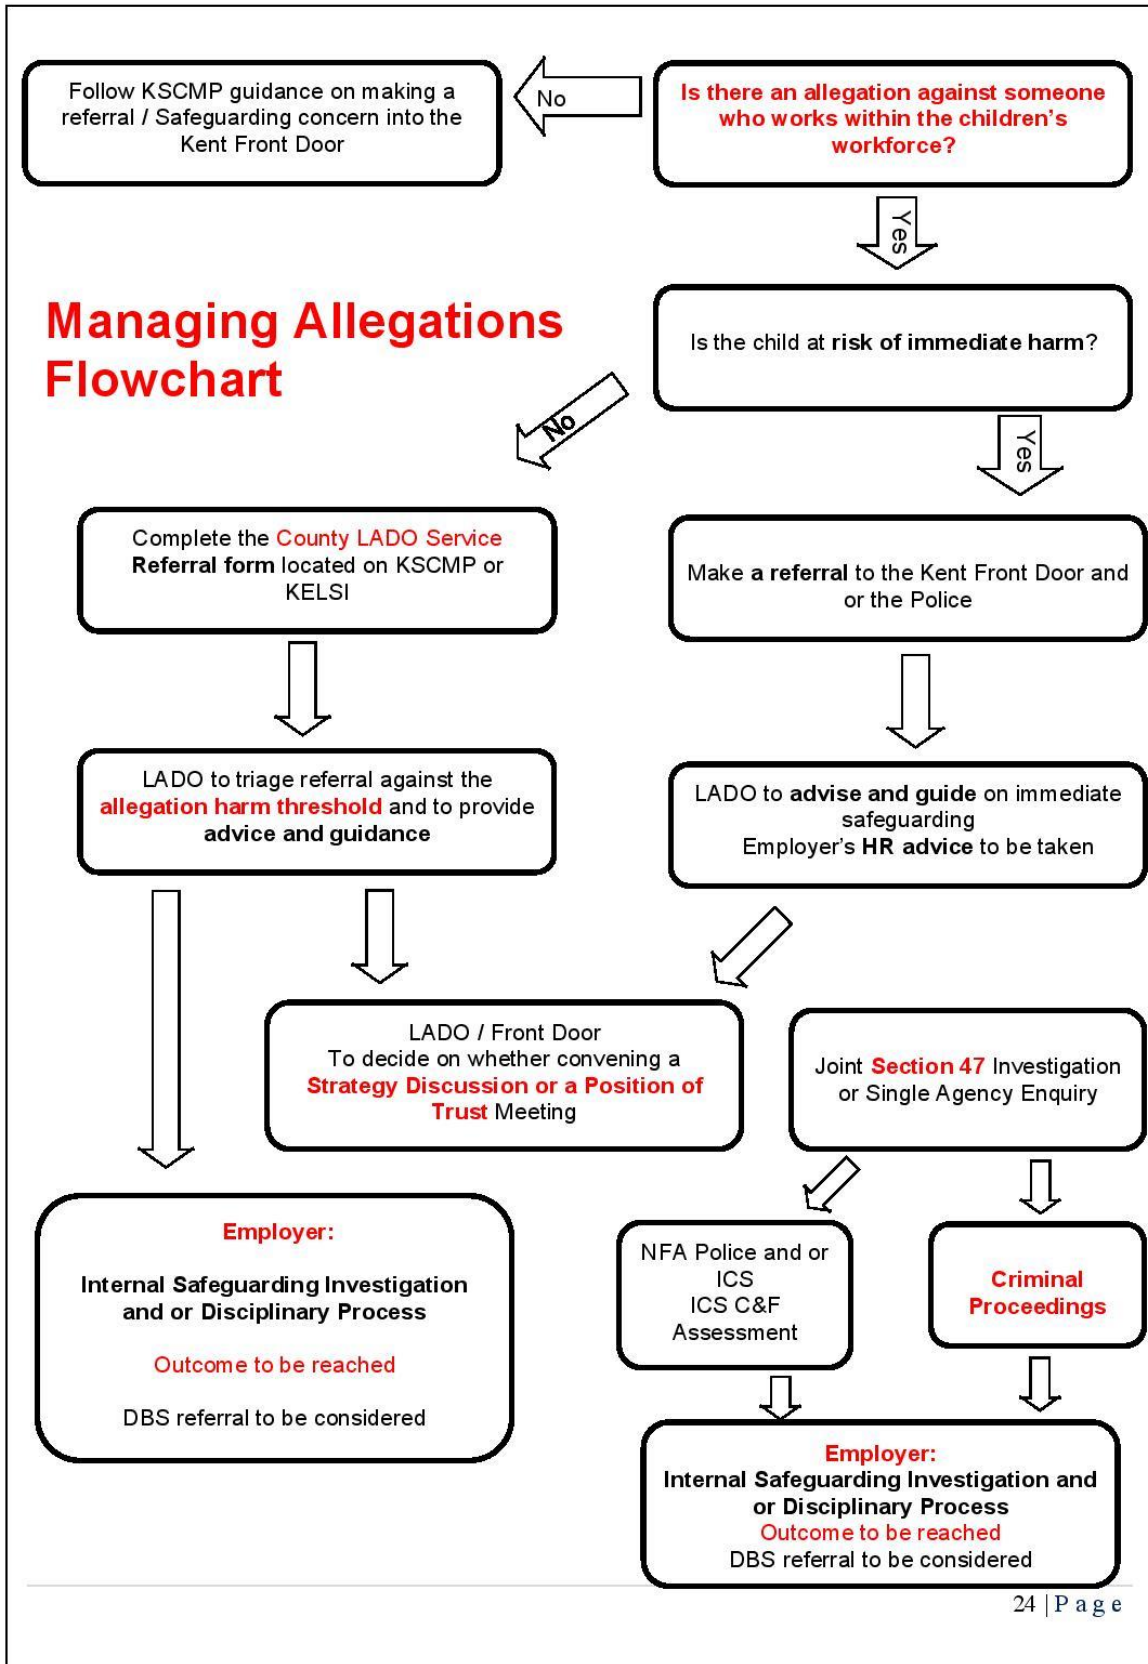 Follow KSCMP guidance on making a
referral / Safeguarding concern into the
Kent Front Door
No
Is there an allegation against someone
who works within the children's
workforce?
Yes
Managing Allegations
Flowchart
Is the child at risk of immediate harm?
No
Yes
Complete the County LADO Service
Referral form located on KSCMP or
KELSI
Make a referral to the Kent Front Door and
or the Police
LADO to triage referral against the
allegation harm threshold and to provide
advice and guidance
LADO to advise and guide on immediate
safeguarding
Employer's HR advice to be taken
LADO / Front Door
To decide on whether convening a
Strategy Discussion or a Position of
Trust Meeting
Joint Section 47 Investigation
or Single Agency Enquiry
Employer:
Internal Safeguarding Investigation
and or Disciplinary Process
Outcome to be reached
DBS referral to be considered
NFA Police and or
ICS
ICS C&F
Assessment
Criminal
Proceedings
Employer:
Internal Safeguarding Investigation and
or Disciplinary Process
Outcome to be reached
DBS referral to be considered
24 | P a g e